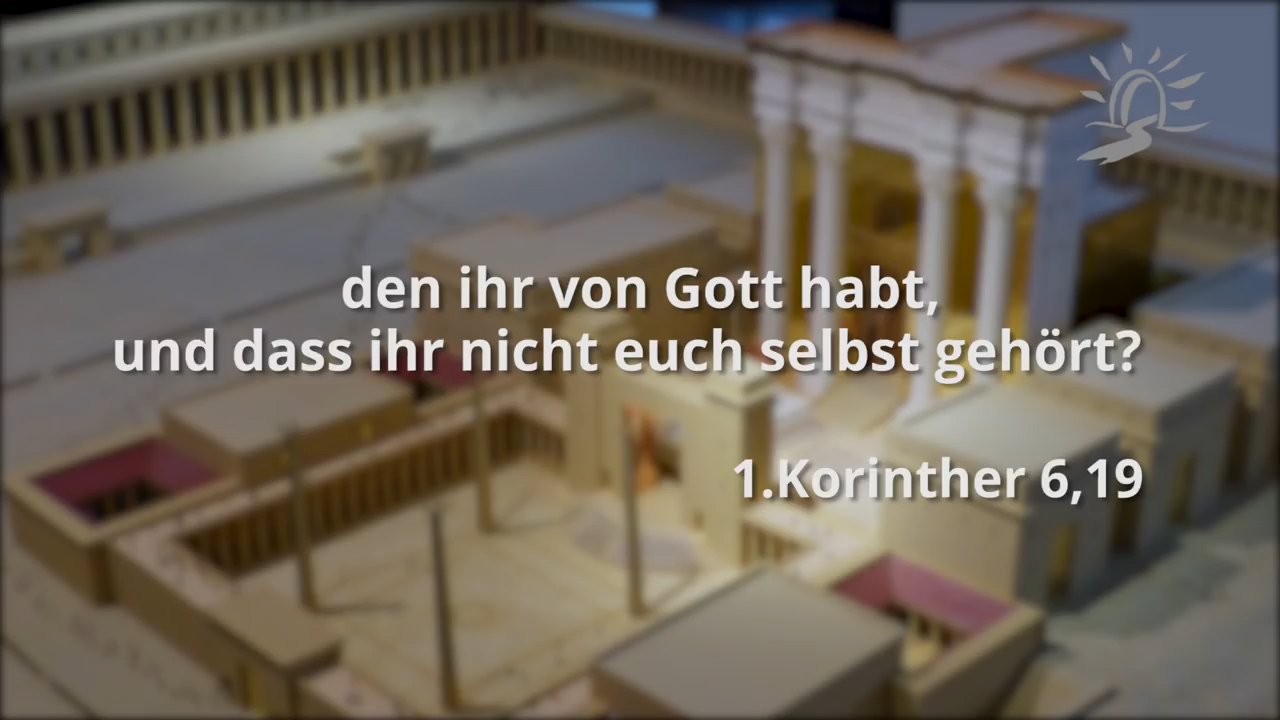 den ihr von Gott habt,
und dass ihr nicht euch selbst gehört?
1.Korinther 6,19